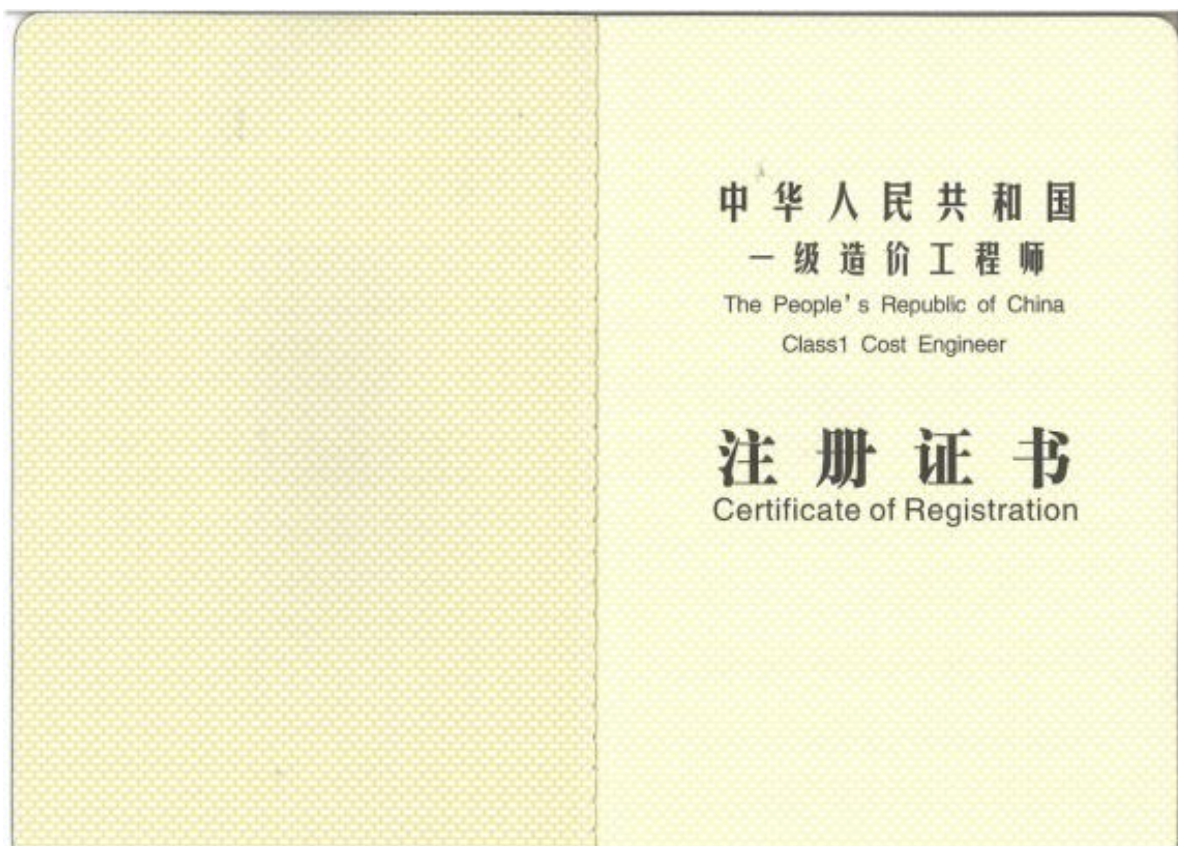 中华人民共和国
一级造价工程师
The People's Republic of China
Class1 Cost Engineer
注册证书
Certificate of Registration